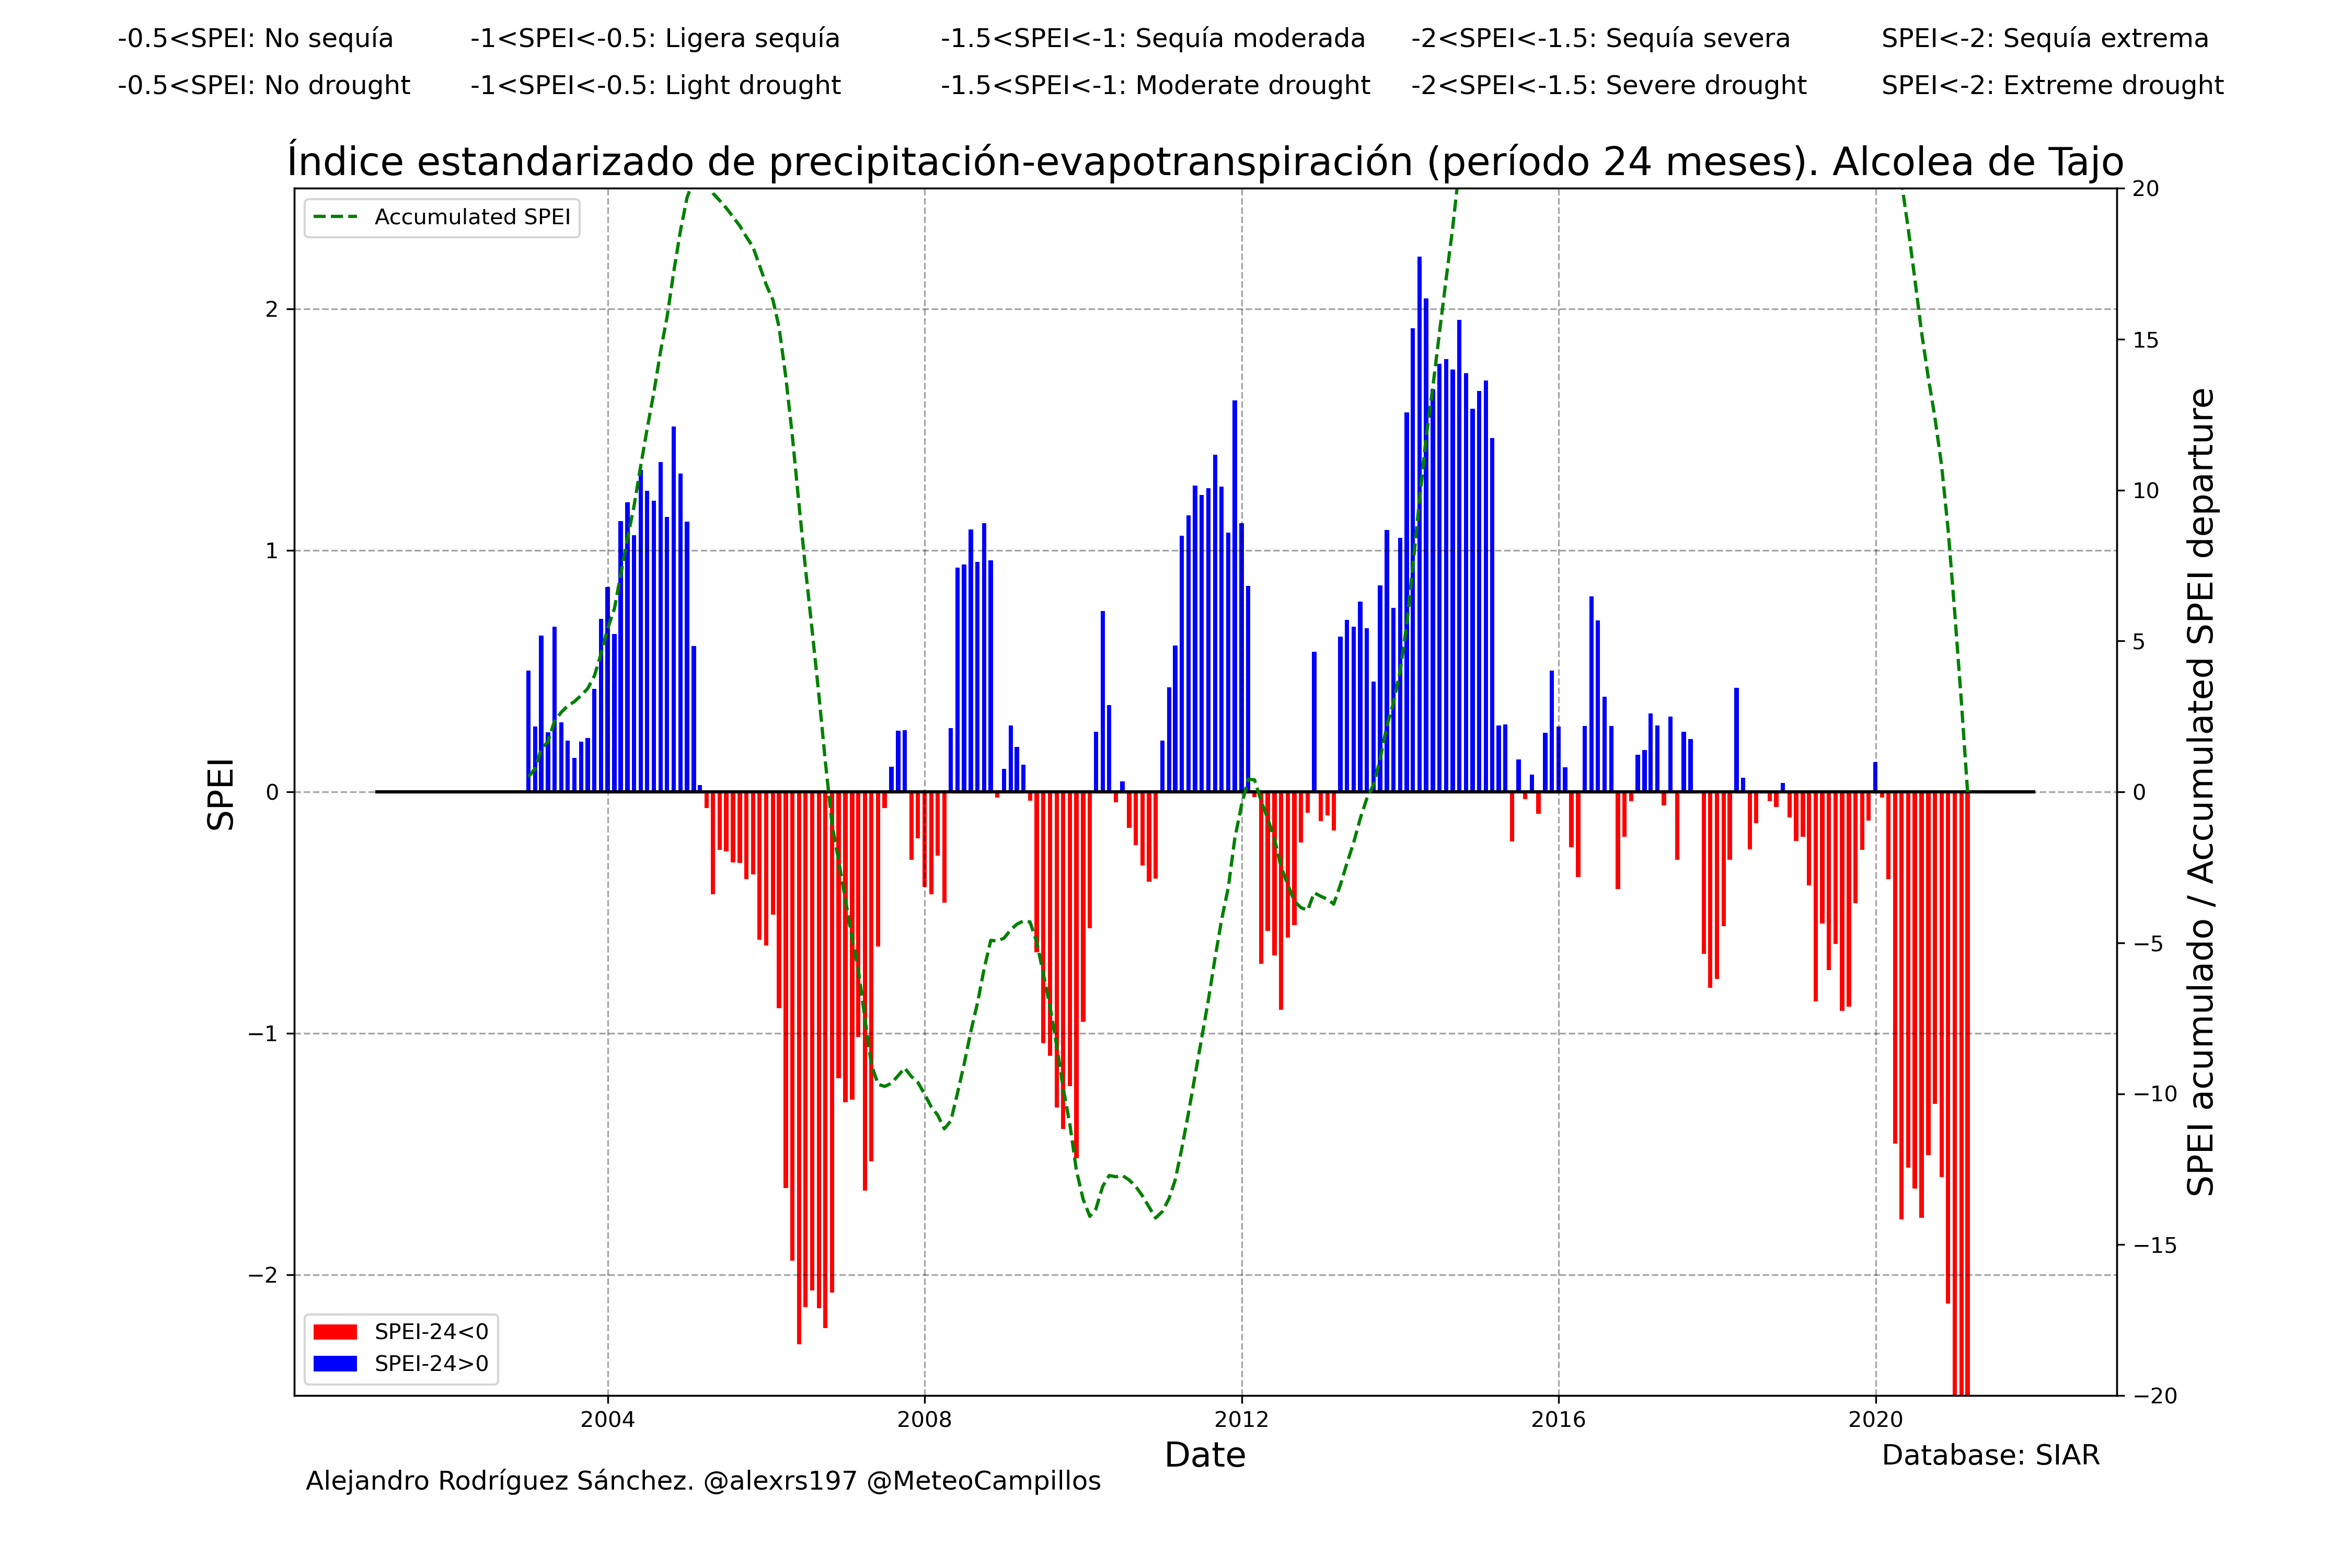 -0.5<SPEI: No sequía
-1<SPEI<-0.5: Ligera sequía
-1.5<SPEI<-1: Sequía moderada
-2<SPEI<-1.5: Sequía severa
SPEI<-2: Sequía extrema
-0.5<SPEI: No drought
-1<SPEI<-0.5: Light drought
-1.5<SPEI<-1: Moderate drought
-2<SPEI<-1.5: Severe drought
SPEI<-2: Extreme drought
Índice estandarizado de precipitación-evapotranspiración (período 24 meses). Alcolea de Tajo
Accumulated SPEI
SPEI
2
1
0
−1
−2
20
15
10
5
0
−5
−10
−15
−20
SPEI acumulado / Accumulated SPEI departure
SPEI-24<0
SPEI-24>0
2004
2008
2012
2016
2020
Date
Database: SIAR
Alejandro Rodríguez Sánchez. @alexrs197 @MeteoCampillos